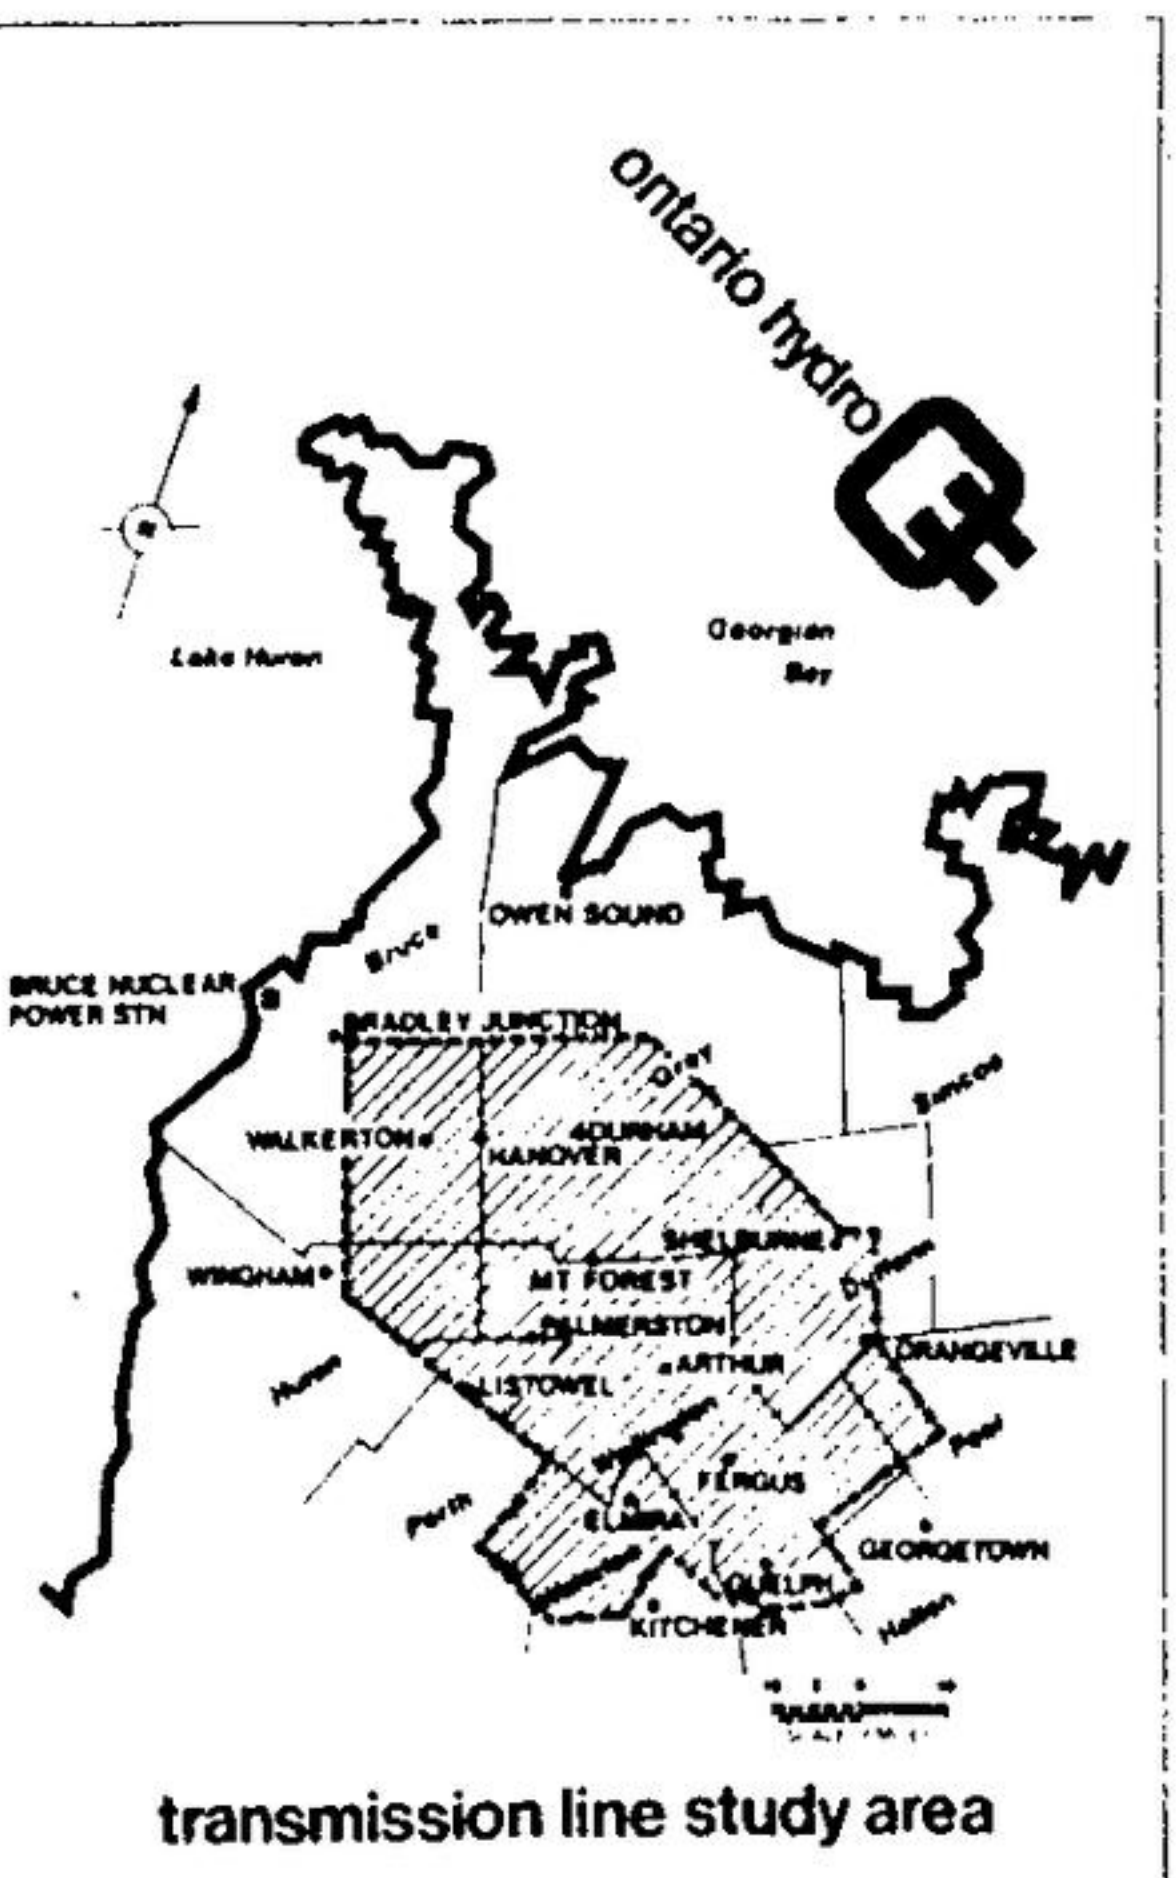 ontario hydro
Lake Huron
Georgian
Bay
OWEN SOUND
Bruce
BRUCE NUCLEAR
POWER STN
BRADLEY JUNCTION
Grey
Simcoe
WALKERTON
DURHAM
HANOVER
SHELBURNE
Dufferin
WINGHAM
MT FOREST
PALMERSTON
ORANGEVILLE
ARTHUR
Huron
LISTOWEL
Wellington
Peel
FERGUS
Perth
ELMIRA
GEORGETOWN
GUELPH
Halton
KITCHENER
transmission line study area